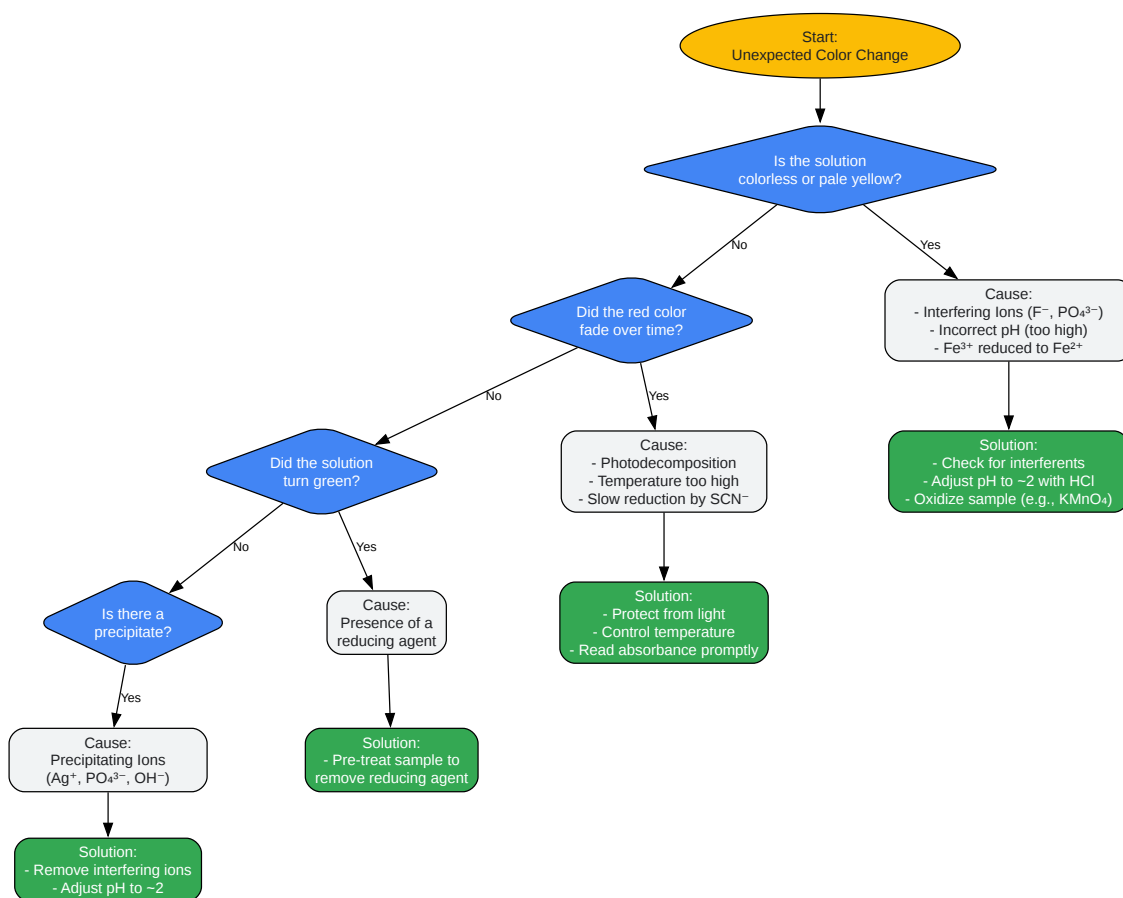 Start:
Unexpected Color Change
Is the solution
colorless or pale yellow?
No
Yes
Did the red color
fade over time?
Cause:
- Interfering Ions (F⁻, PO₄³⁻)
- Incorrect pH (too high)
- Fe³⁺ reduced to Fe²⁺
No
Yes
Did the solution
turn green?
Cause:
- Photodecomposition
- Temperature too high
- Slow reduction by SCN⁻
Solution:
- Check for interferents
- Adjust pH to ~2 with HCl
- Oxidize sample (e.g., KMnO₄)
No
Yes
Is there a
precipitate?
Cause:
Presence of a
reducing agent
Solution:
- Protect from light
- Control temperature
- Read absorbance promptly
Yes
Cause:
Precipitating Ions
(Ag⁺, PO₄³⁻, OH⁻)
Solution:
- Pre-treat sample to
remove reducing agent
Solution:
- Remove interfering ions
- Adjust pH to ~2